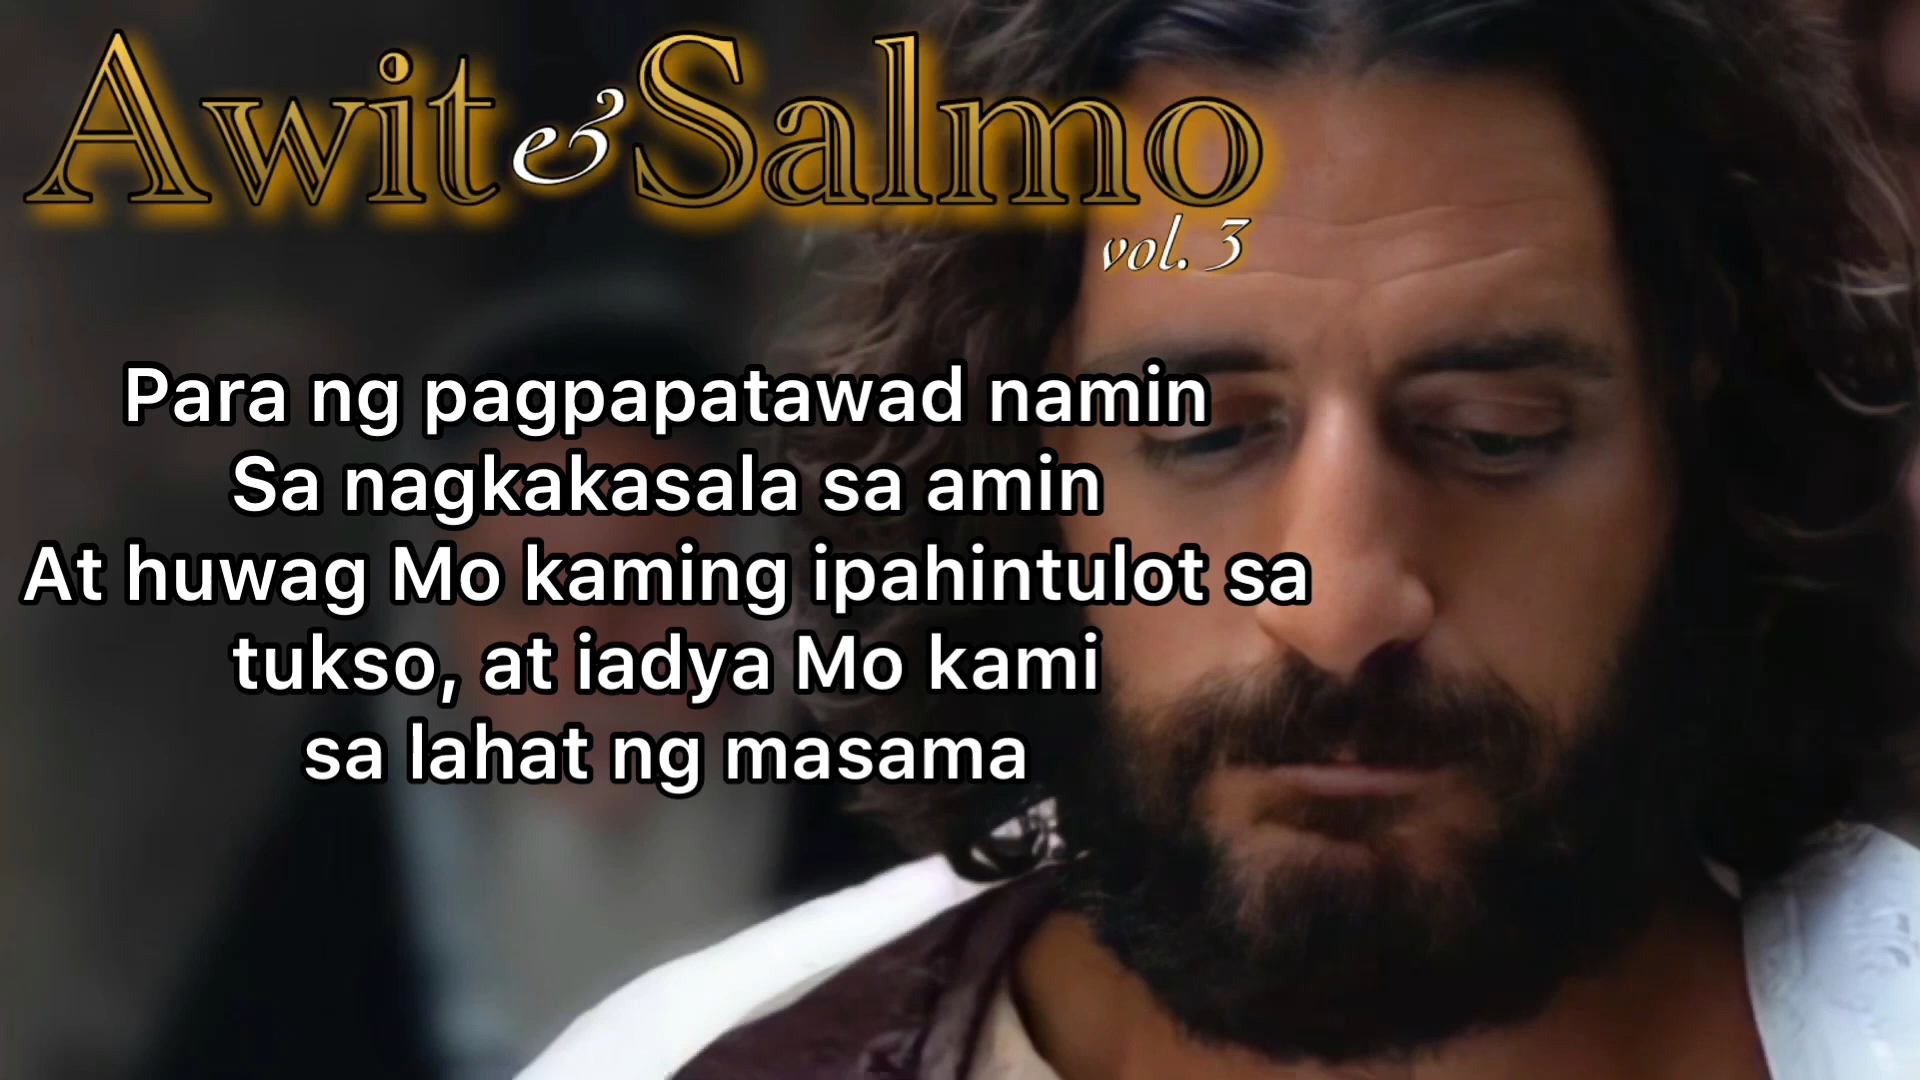 Awit & Salmo
vol. 3
Para ng pagpapatawad namin
Sa nagkakasala sa amin
At huwag Mo kaming ipahintulot sa
tukso, at iadya Mo kami
sa lahat ng masama